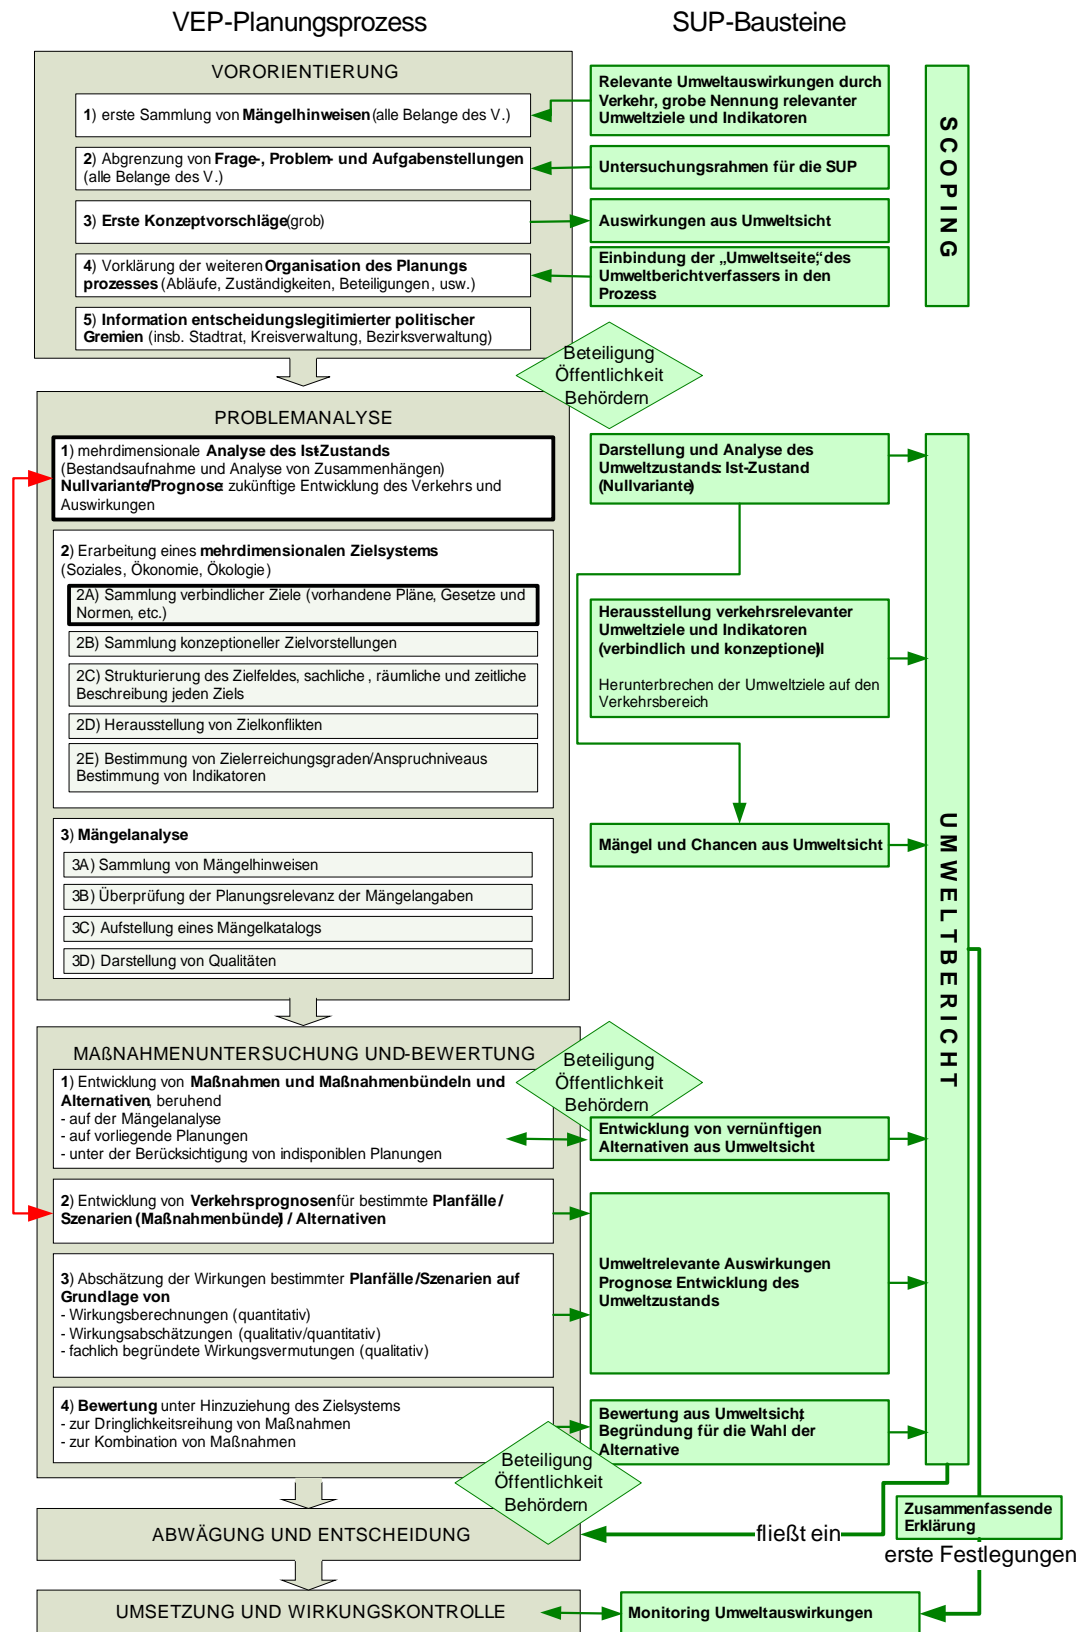 VEP-Planungsprozess
SUP-Bausteine
VORORIENTIERUNG
1) erste Sammlung von Mängelhinweisen (alle Belange des V.)
2) Abgrenzung von Frage-, Problem- und Aufgabenstellungen
(alle Belange des V.)
3) Erste Konzeptvorschläge (grob)
4) Vorklärung der weiteren Organisation des Planungs
prozesses (Abläufe, Zuständigkeiten, Beteiligungen, usw.)
5) Information entscheidungslegitimierter politischer
Gremien (insb. Stadtrat, Kreisverwaltung, Bezirksverwaltung)
Relevante Umweltauswirkungen durch
Verkehr, grobe Nennung relevanter
Umweltziele und Indikatoren
Untersuchungsrahmen für die SUP
Auswirkungen aus Umweltsicht
Einbindung der „Umweltseite“, des
Umweltberichtverfassers in den
Prozess
SCOPING
Beteiligung
Öffentlichkeit
Behörden
PROBLEMANALYSE
1) mehrdimensionale Analyse des Ist-Zustands
(Bestandsaufnahme und Analyse von Zusammenhängen)
Nullvariante/Prognose: zukünftige Entwicklung des Verkehrs und
Auswirkungen
2) Erarbeitung eines mehrdimensionalen Zielsystems
(Soziales, Ökonomie, Ökologie)
2A) Sammlung verbindlicher Ziele (vorhandene Pläne, Gesetze und
Normen, etc.)
2B) Sammlung konzeptioneller Zielvorstellungen
2C) Strukturierung des Zielfeldes, sachliche, räumliche und zeitliche
Beschreibung jeden Ziels
2D) Herausstellung von Zielkonflikten
2E) Bestimmung von Zielerreichungsgraden/Anspruchniveaus
Bestimmung von Indikatoren
3) Mängelanalyse
3A) Sammlung von Mängelhinweisen
3B) Überprüfung der Planungsrelevanz der Mängelangaben
3C) Aufstellung eines Mängelkatalogs
3D) Darstellung von Qualitäten
Darstellung und Analyse des
Umweltzustands: Ist-Zustand
(Nullvariante)
Herausstellung verkehrsrelevanter
Umweltziele und Indikatoren
(verbindlich und konzeptionell)
Herunterbrechen der Umweltziele auf den
Verkehrsbereich
Mängel und Chancen aus Umweltsicht
UMWELTBERICHT
MAßNAHMENUNTERSUCHUNG UND-BEWERTUNG
1) Entwicklung von Maßnahmen und Maßnahmenbündeln und
Alternativen, beruhend
- auf der Mängelanalyse
- auf vorliegende Planungen
- unter der Berücksichtigung von indisponiblen Planungen
2) Entwicklung von Verkehrsprognosen für bestimmte Planfälle /
Szenarien (Maßnahmenbündel) / Alternativen
3) Abschätzung der Wirkungen bestimmter Planfälle /Szenarien auf
Grundlage von
- Wirkungsberechnungen (quantitativ)
- Wirkungsabschätzungen (qualitativ/quantitativ)
- fachlich begründete Wirkungsvermutungen (qualitativ)
4) Bewertung unter Hinzuziehung des Zielsystems
- zur Dringlichkeitsreihung von Maßnahmen
- zur Kombination von Maßnahmen
Beteiligung
Öffentlichkeit
Behörden
Entwicklung von vernünftigen
Alternativen aus Umweltsicht
Umweltrelevante Auswirkungen
Prognose: Entwicklung des
Umweltzustands
Bewertung aus Umweltsicht,
Begründung für die Wahl der
Alternative
Beteiligung
Öffentlichkeit
Behörden
ABWÄGUNG UND ENTSCHEIDUNG
fließt ein
Zusammenfassende
Erklärung
erste Festlegungen
UMSETZUNG UND WIRKUNGSKONTROLLE
Monitoring Umweltauswirkungen